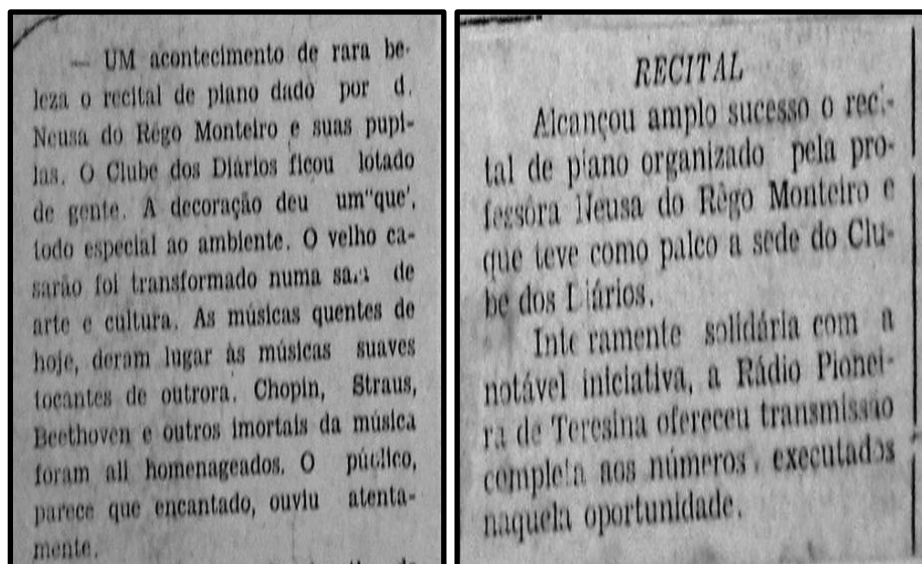 — UM acontecimento de rara be-
leza o recital de piano dado por d.
Neusa do Rêgo Monteiro e suas pupi-
las. O Clube dos Diários ficou lotado
de gente. A decoração deu um "que',
todo especial ao ambiente. O velho ca-
sarão foi transformado numa sala de
arte e cultura. As músicas quentes de
hoje, deram lugar às músicas suaves
tocantes de outrora. Chopin, Straus,
Beethoven e outros imortais da música
foram ali homenageados. O público,
parece que encantado, ouviu atenta-
mente.
RECITAL
Alcançou amplo sucesso o reci-
tal de piano organizado pela pro-
fessôra Neusa do Rêgo Monteiro e
que teve como palco a sede do Clu-
be dos Diários.
Inteiramente solidária com a
notável iniciativa, a Rádio Pionei-
ra de Teresina ofereceu transmissão
completa aos números executados
naquela oportunidade.